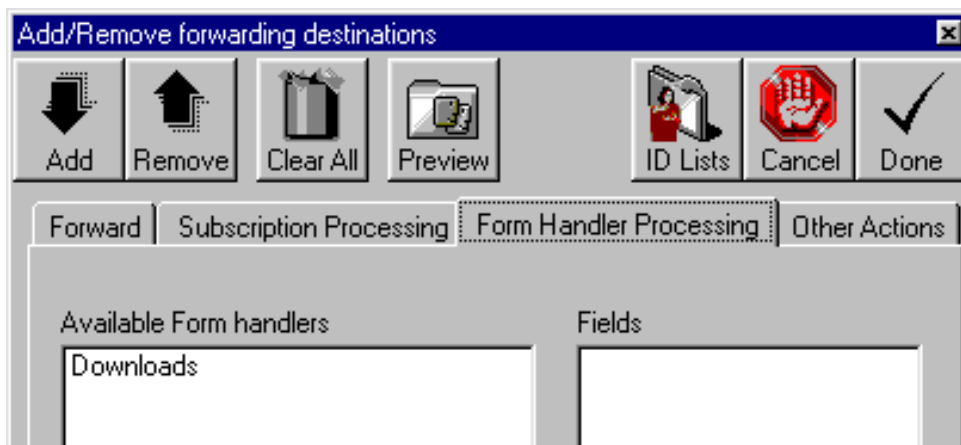 Add/Remove forwarding destinations
Add Remove Clear All Preview ID Lists Cancel Done
Forward Subscription Processing Form Handler Processing Other Actions
Available Form handlers Fields
Downloads